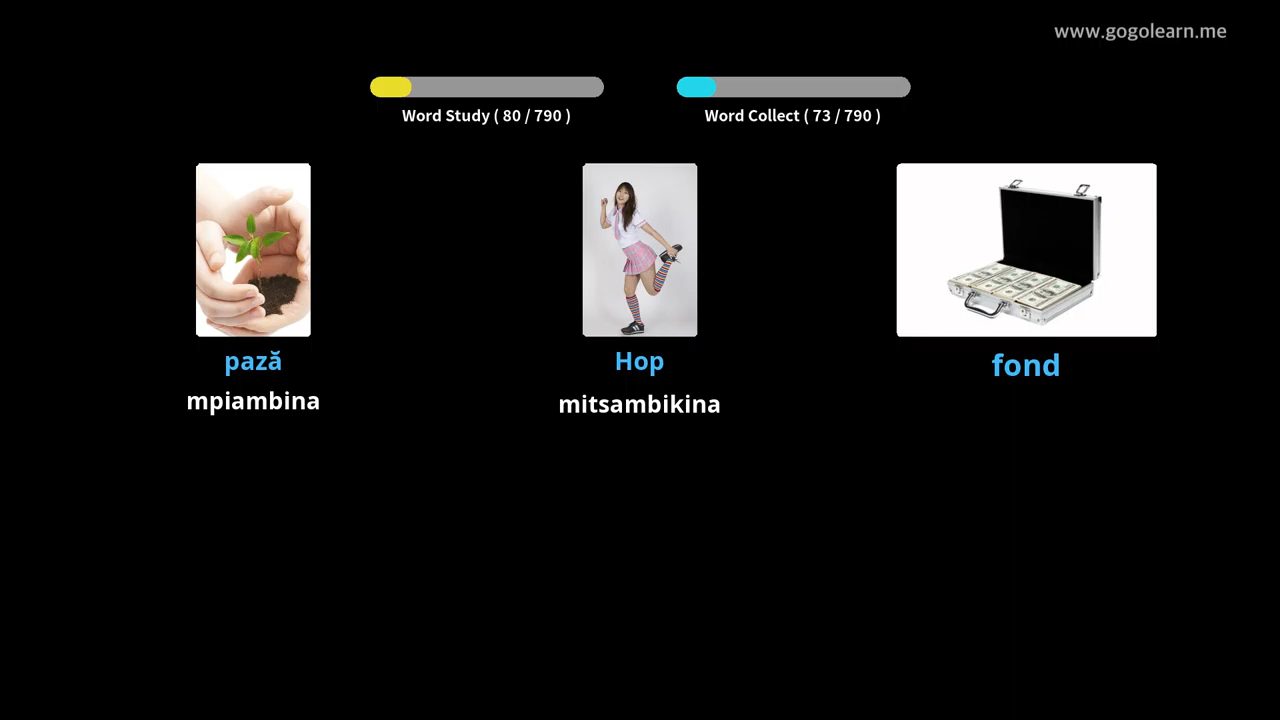 www.gogolearn.me
Word Study ( 80 / 790 )
Word Collect ( 73 / 790 )
pază
Hop
fond
mpiambina
mitsambikina